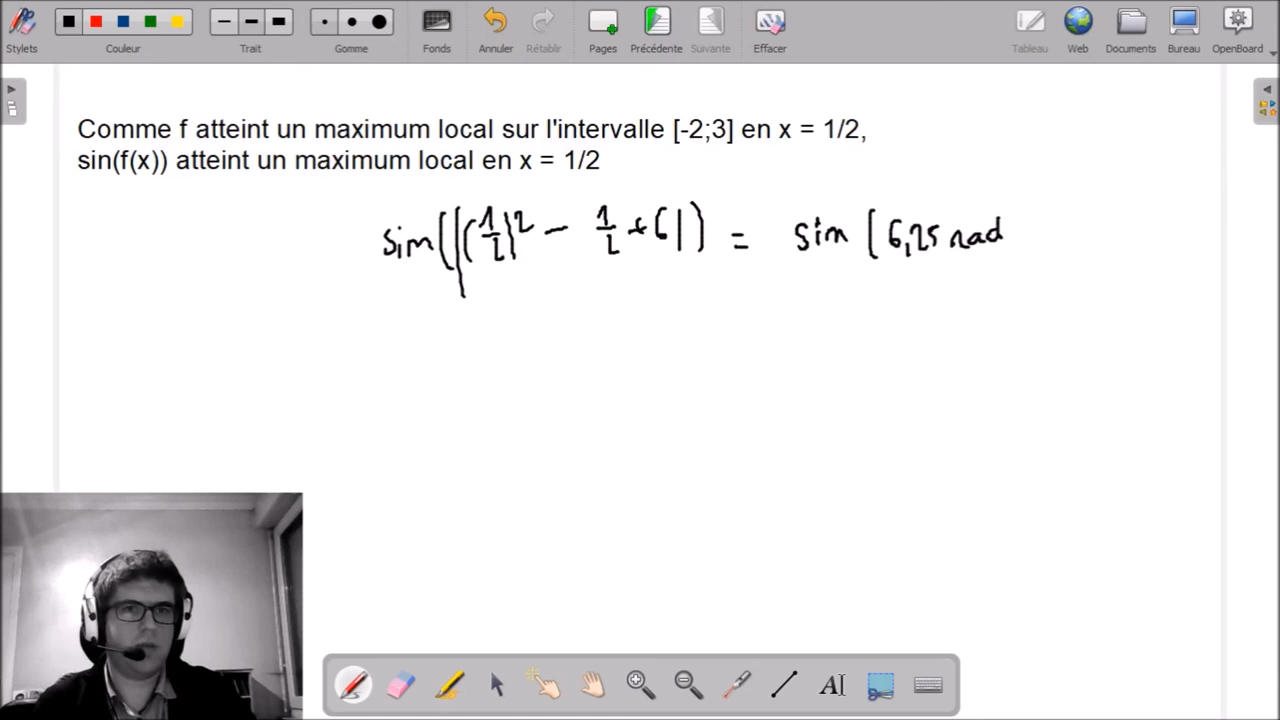 Stylets
Couleur
Trait
Gomme
Fonds
Annuler
Rétablir
Pages
Précédente
Suivante
Effacer
Tableau
Web
Documents
Bureau
OpenBoard
Comme f atteint un maximum local sur l'intervalle [-2;3] en x = 1/2,
sin(f(x)) atteint un maximum local en x = 1/2
sin(|(1/2)² - 1/2 + 6|) = sin(6,25 rad
AI